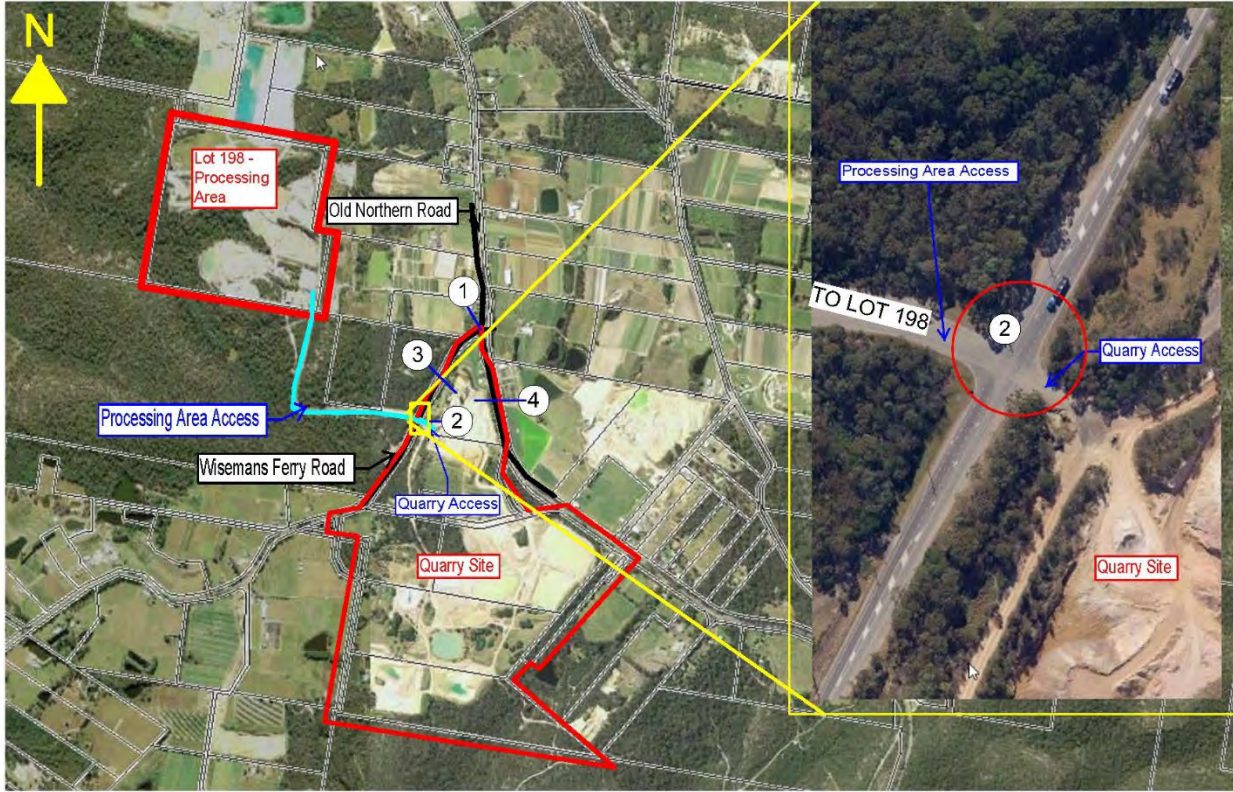 N
Lot 198 -
Processing
Area
Old Northern Road
1
3
4
Processing Area Access
2
Wisemans Ferry Road
Quarry Access
Quarry Site
Processing Area Access
TO LOT 198
2
Quarry Access
Quarry Site